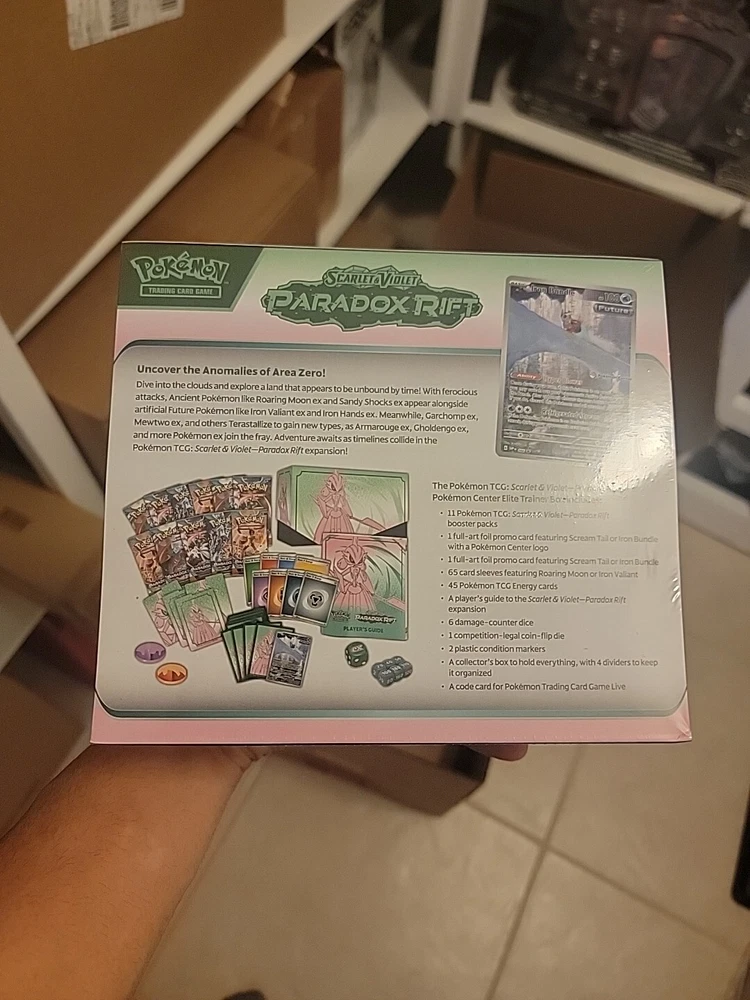 POKéMON
TRADING CARD GAME
SCARLET & VIOLET
PARADOX RIFT
Iron Bundle
Future
Ability
Uncover the Anomalies of Area Zero!
Dive into the clouds and explore a land that appears to be unbound by time! With ferocious
attacks, Ancient Pokémon like Roaring Moon ex and Sandy Shocks ex appear alongside
artificial Future Pokémon like Iron Valiant ex and Iron Hands ex. Meanwhile, Garchomp ex,
Mewtwo ex, and others Terastallize to gain new types, as Armarouge ex, Gholdengo ex,
and more Pokémon ex join the fray. Adventure awaits as timelines collide in the
Pokémon TCG: Scarlet & Violet—Paradox Rift expansion!
The Pokémon TCG: Scarlet & Violet—
Pokémon Center Elite Trainer Box includes:
• 11 Pokémon TCG: Scarlet & Violet—Paradox Rift
booster packs
• 1 full-art foil promo card featuring Scream Tail or Iron Bundle
with a Pokémon Center logo
• 1 full-art foil promo card featuring Scream Tail or Iron Bundle
• 65 card sleeves featuring Roaring Moon or Iron Valiant
• 45 Pokémon TCG Energy cards
• A player's guide to the Scarlet & Violet—Paradox Rift
expansion
• 6 damage-counter dice
• 1 competition-legal coin-flip die
• 2 plastic condition markers
• A collector's box to hold everything, with 4 dividers to keep
it organized
• A code card for Pokémon Trading Card Game Live
PARADOX RIFT
PLAYER'S GUIDE